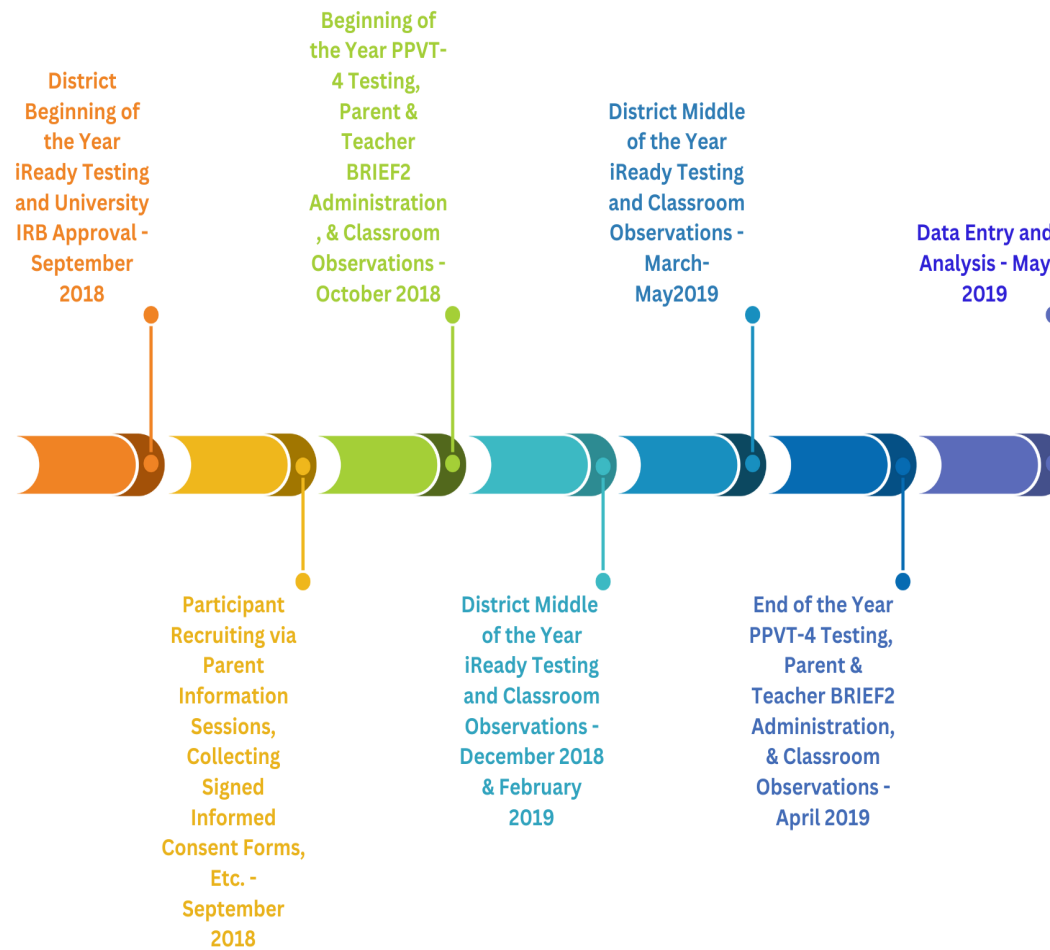 District
Beginning of
the Year
iReady Testing
and University
IRB Approval -
September
2018
Participant
Recruiting via
Parent
Information
Sessions,
Collecting
Signed
Informed
Consent Forms,
Etc. -
September
2018
Beginning of
the Year PPVT-
4 Testing,
Parent &
Teacher
BRIEF2
Administration
, & Classroom
Observations -
October 2018
District Middle
of the Year
iReady Testing
and Classroom
Observations -
December 2018
& February
2019
District Middle
of the Year
iReady Testing
and Classroom
Observations -
March-
May2019
End of the Year
PPVT-4 Testing,
Parent &
Teacher BRIEF2
Administration,
& Classroom
Observations -
April 2019
Data Entry and
Analysis - May
2019